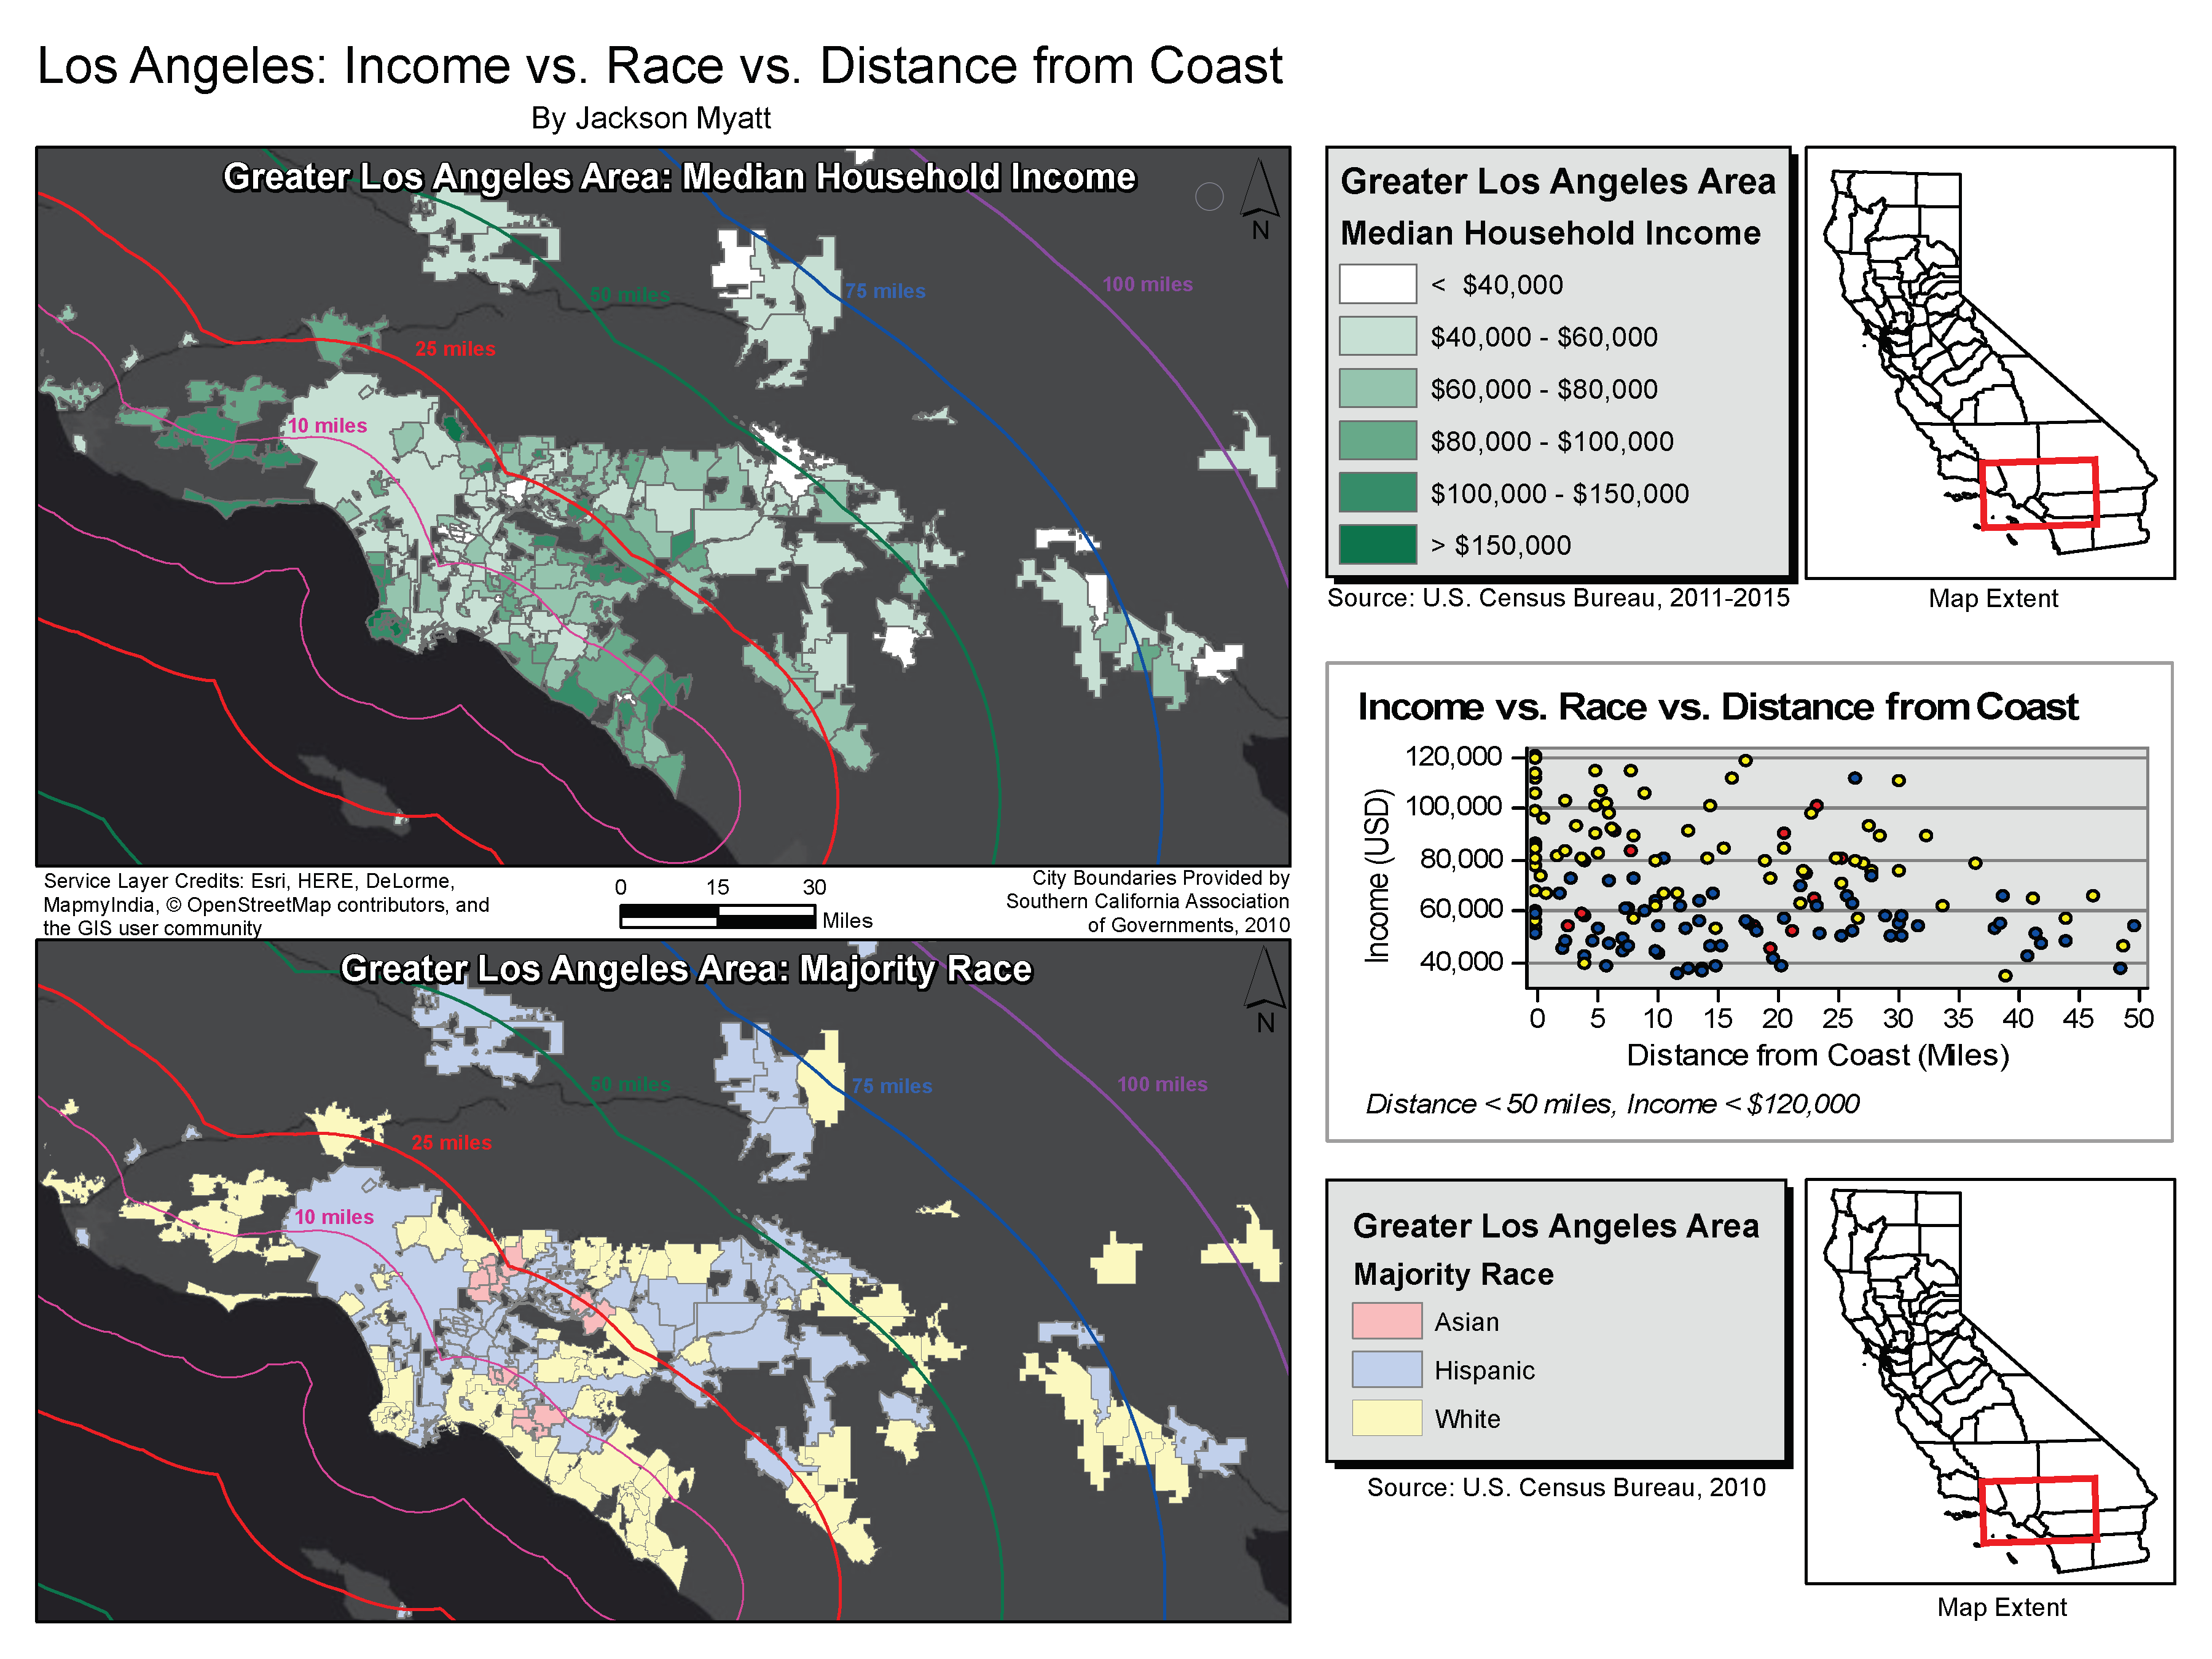 Los Angeles: Income vs. Race vs. Distance from Coast
By Jackson Myatt
Greater Los Angeles Area: Median Household Income
N
50 miles
75 miles
100 miles
25 miles
10 miles
Service Layer Credits: Esri, HERE, DeLorme,
MapmyIndia, © OpenStreetMap contributors, and
the GIS user community
0 15 30
Miles
City Boundaries Provided by
Southern California Association
of Governments, 2010
Greater Los Angeles Area: Majority Race
N
50 miles
75 miles
100 miles
25 miles
10 miles
Greater Los Angeles Area
Median Household Income
< $40,000
$40,000 - $60,000
$60,000 - $80,000
$80,000 - $100,000
$100,000 - $150,000
> $150,000
Source: U.S. Census Bureau, 2011-2015
Map Extent
Income vs. Race vs. Distance from Coast
Income (USD)
120,000
100,000
80,000
60,000
40,000
0 5 10 15 20 25 30 35 40 45 50
Distance from Coast (Miles)
Distance < 50 miles, Income < $120,000
Greater Los Angeles Area
Majority Race
Asian
Hispanic
White
Source: U.S. Census Bureau, 2010
Map Extent